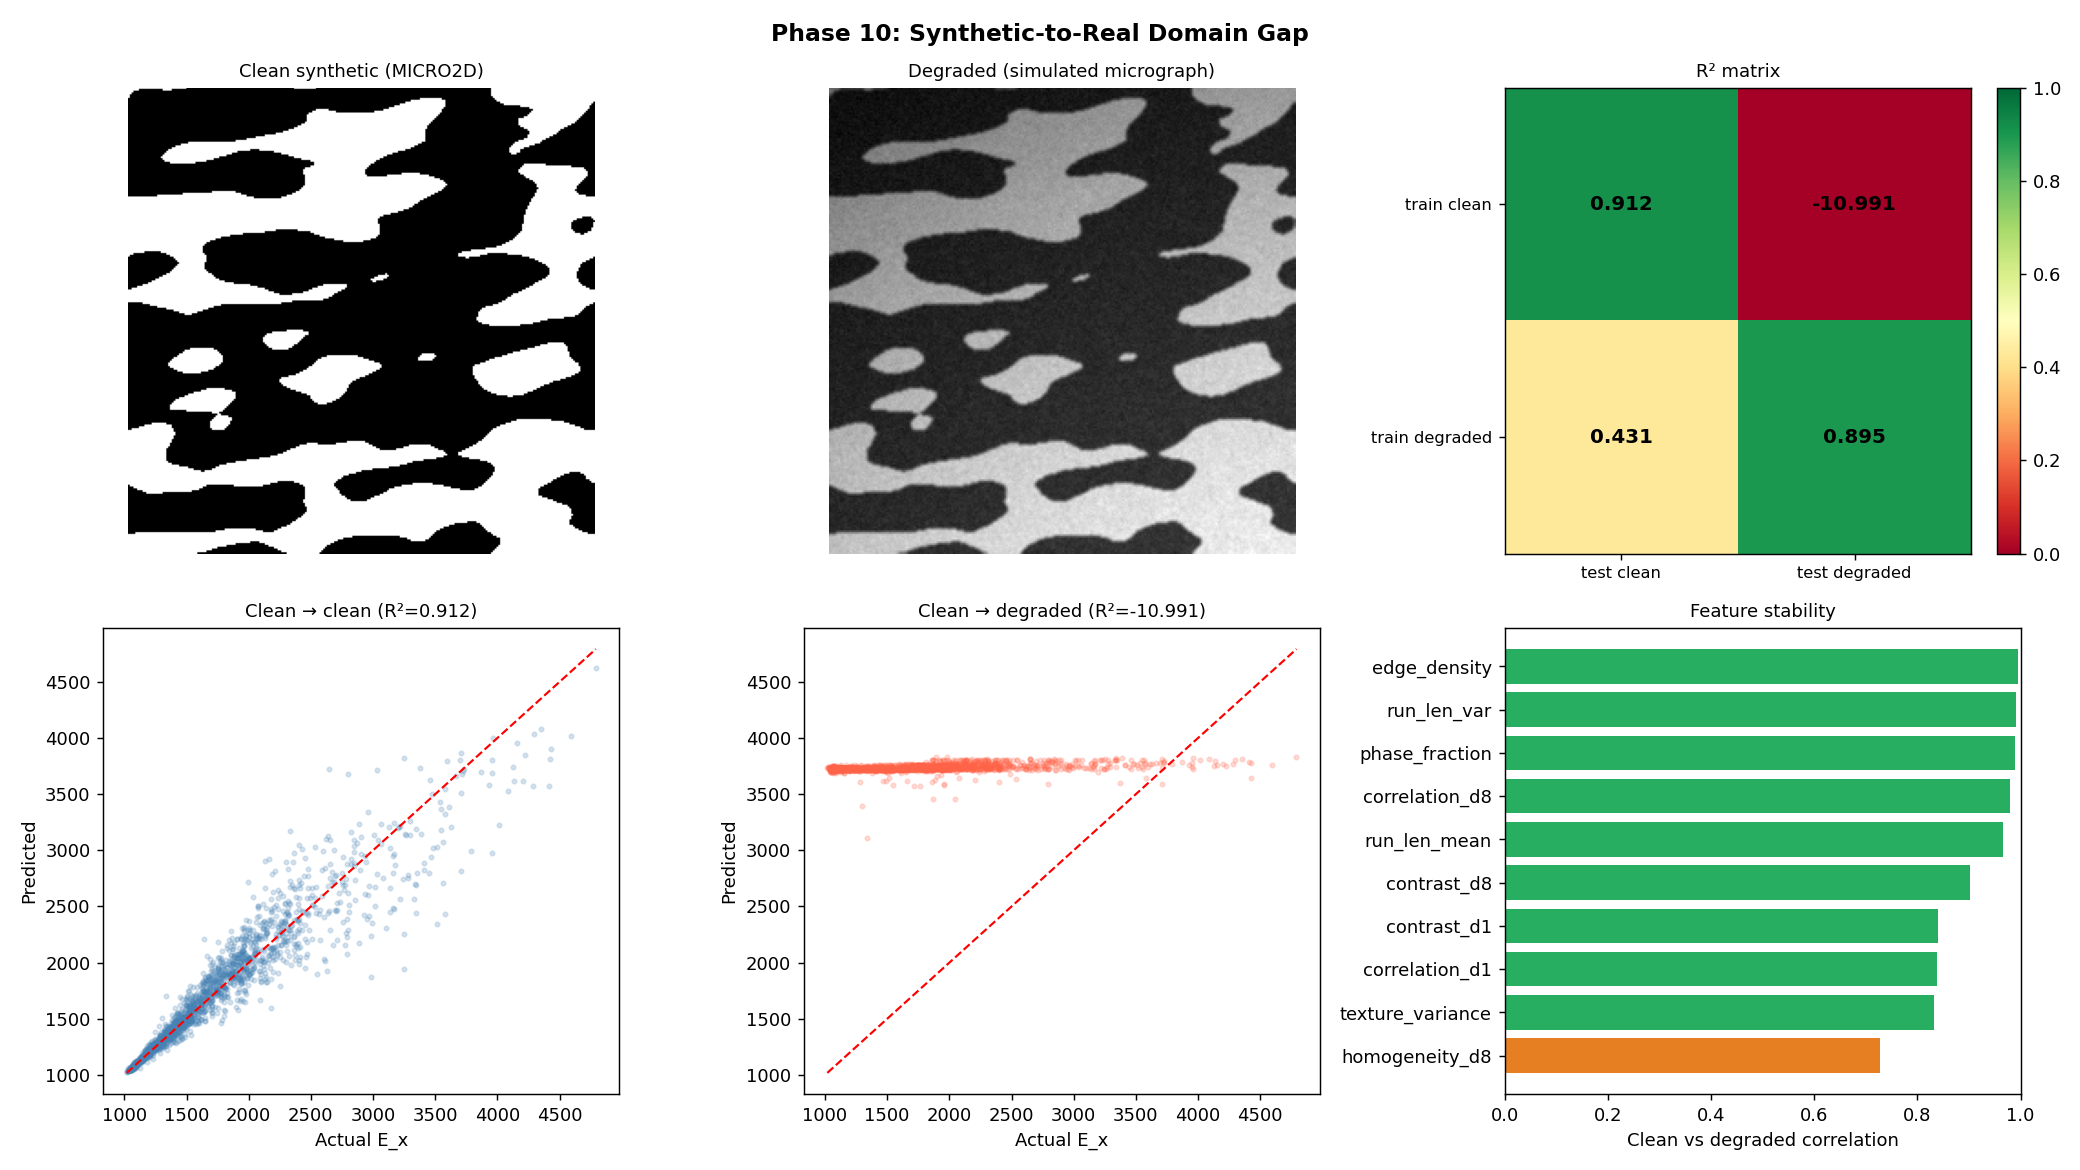 Phase 10: Synthetic-to-Real Domain Gap
Clean synthetic (MICRO2D)
Degraded (simulated micrograph)
R² matrix
train clean
train degraded
0.912
-10.991
0.431
0.895
test clean
test degraded
1.0
0.8
0.6
0.4
0.2
0.0
Clean → clean (R²=0.912)
Predicted
4500
4000
3500
3000
2500
2000
1500
1000
1000 1500 2000 2500 3000 3500 4000 4500
Actual E_x
Clean → degraded (R²=-10.991)
Predicted
4500
4000
3500
3000
2500
2000
1500
1000
1000 1500 2000 2500 3000 3500 4000 4500
Actual E_x
Feature stability
edge_density
run_len_var
phase_fraction
correlation_d8
run_len_mean
contrast_d8
contrast_d1
correlation_d1
texture_variance
homogeneity_d8
0.0 0.2 0.4 0.6 0.8 1.0
Clean vs degraded correlation